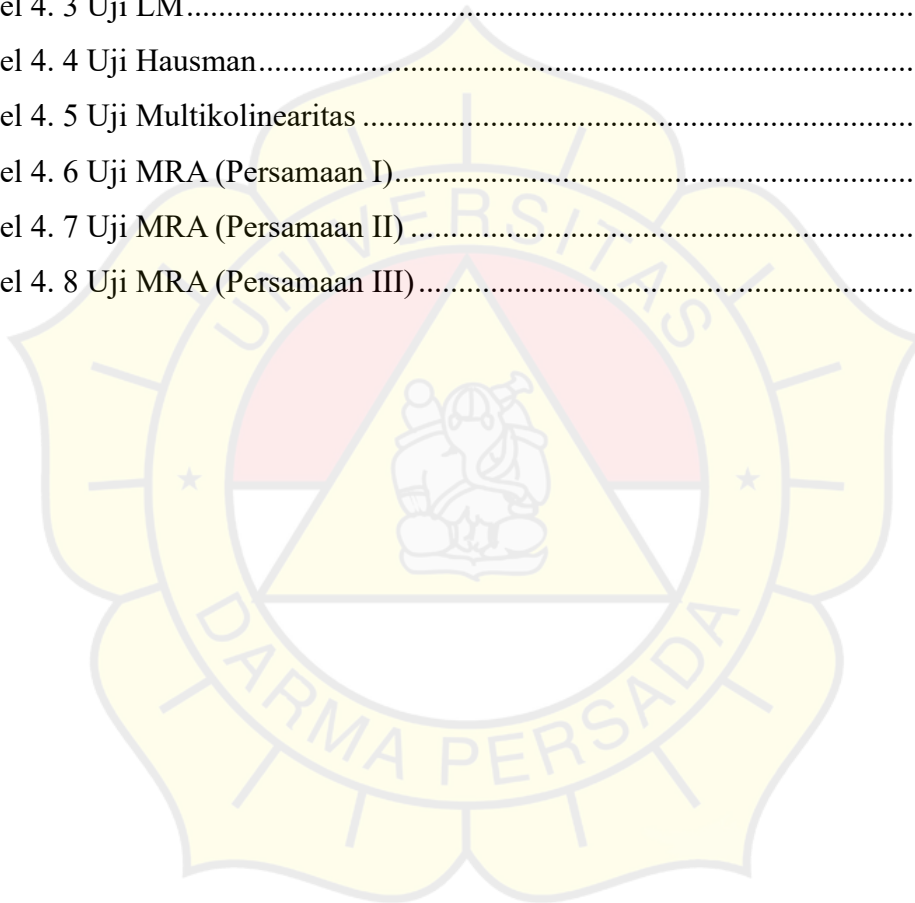 el 4. 3 Uji LM........................................................................................
el 4. 4 Uji Hausman................................................................................
el 4. 5 Uji Multikolinearitas ...................................................................
el 4. 6 Uji MRA (Persamaan I)...............................................................
el 4. 7 Uji MRA (Persamaan II) .............................................................
el 4. 8 Uji MRA (Persamaan III)............................................................
UNIVERSITAS
DARMA PERSADA